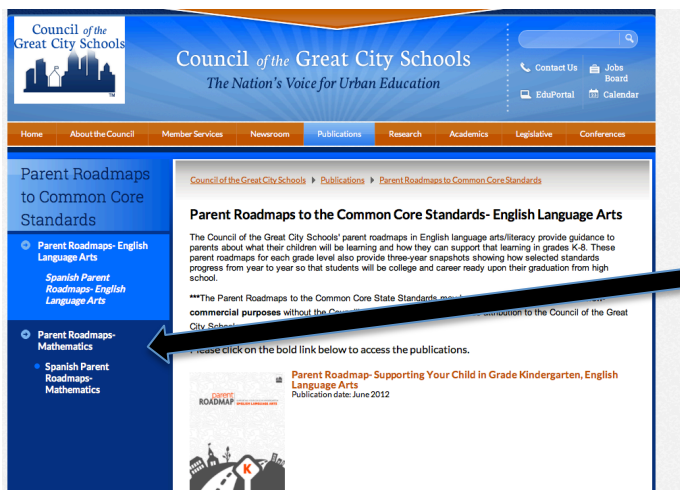 Council of the
Great City Schools
TM
Council of the Great City Schools
The Nation's Voice for Urban Education
Contact Us
Jobs Board
EduPortal
Calendar
Home About the Council Member Services Newsroom Publications Research Academics Legislative Conferences
Parent Roadmaps
to Common Core
Standards
Parent Roadmaps- English
Language Arts
Spanish Parent
Roadmaps- English
Language Arts
Parent Roadmaps-
Mathematics
Spanish Parent
Roadmaps-
Mathematics
Council of the Great City Schools Publications Parent Roadmaps to Common Core Standards
Parent Roadmaps to the Common Core Standards- English Language Arts
The Council of the Great City Schools' parent roadmaps in English language arts/literacy provide guidance to
parents about what their children will be learning and how they can support that learning in grades K-8. These
parent roadmaps for each grade level also provide three-year snapshots showing how selected standards
progress from year to year so that students will be college and career ready upon their graduation from high
school.
***The Parent Roadmaps to the Common Core State Standards
commercial purposes without the to the Council of the Great
City Schools
Please click on the bold link below to access the publications.
Parent Roadmap- Supporting Your Child in Grade Kindergarten, English
Language Arts
Publication date: June 2012
parent
ROADMAP
ENGLISH LANGUAGE ARTS
K